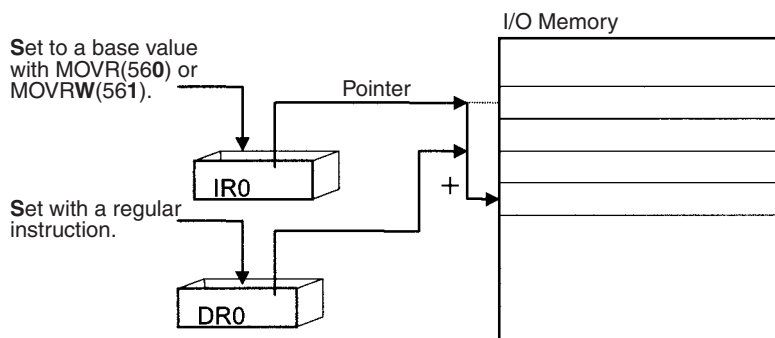 I/O Memory
Set to a base value
with MOVR(560) or
MOVRW(561).
Pointer
IR0
+
Set with a regular
instruction.
DR0